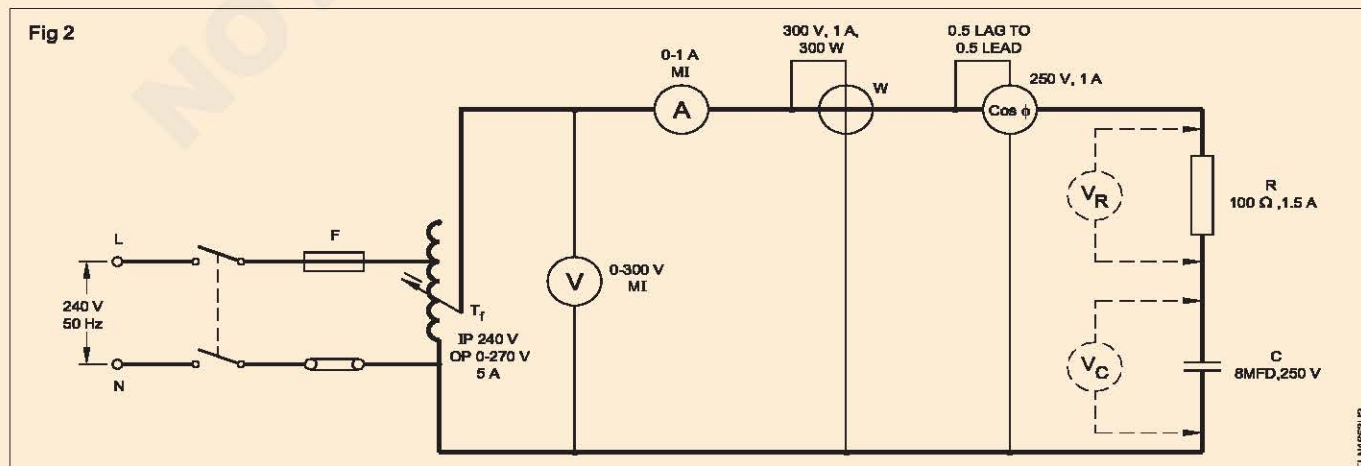 Fig 2
NO
0-1 A
MI
A
300 V, 1 A,
300 W
W
0.5 LAG TO
0.5 LEAD
250 V, 1 A
Cos ϕ
V_R
R
100 Ω ,1.5 A
L
F
240 V
50 Hz
N
T_f
IP 240 V
OP 0-270 V
5 A
V
0-300 V
MI
V_C
C
8MFD,250 V